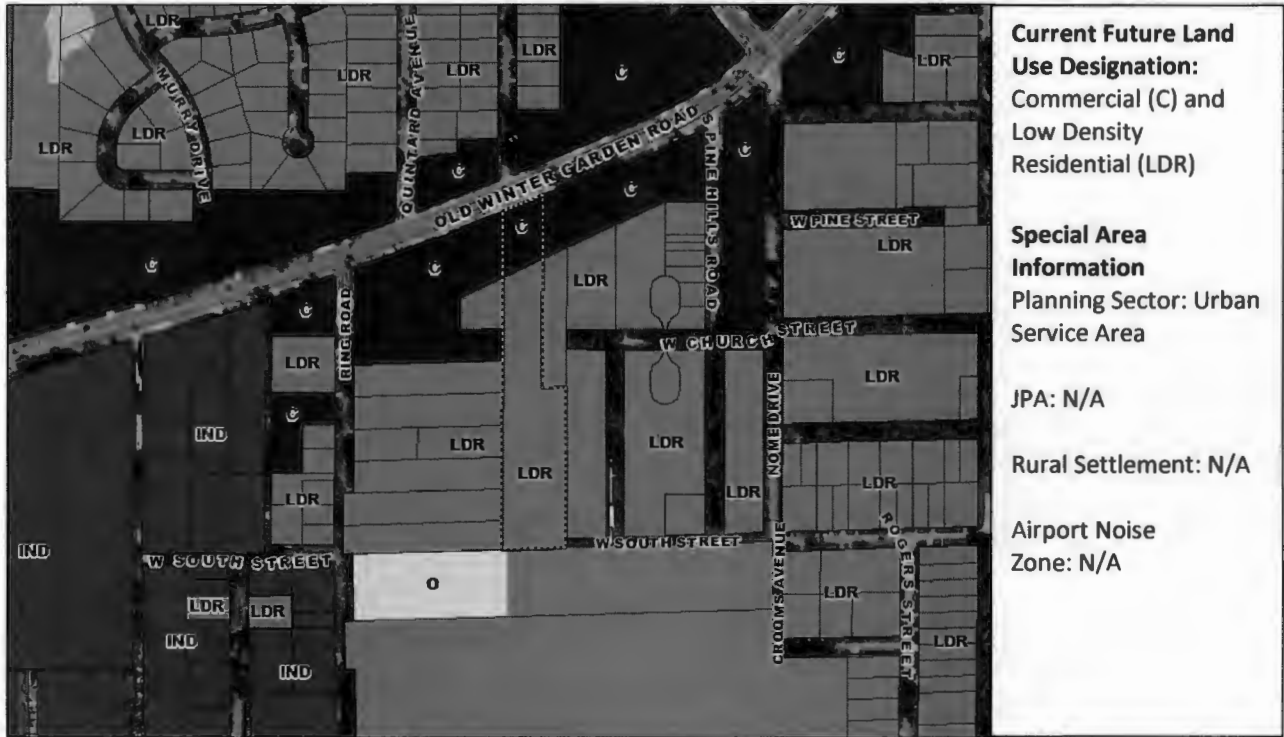 LDR
LDR
LDR
C
C
LDR
MURRY DRIVE
QUINTARD AVENUE
LDR
LDR
OLD WINTER GARDEN ROAD
S PINE HILLS ROAD
C
C
C
W PINE STREET
LDR
C
C
C
LDR
C
RING ROAD
W CHURCH STREET
LDR
LDR
C
IND
LDR
LDR
LDR
LDR
NOME DRIVE
LDR
LDR
IND
W SOUTH STREET
W SOUTH STREET
ROGERS STREET
O
CROOMS AVENUE
LDR
LDR
LDR
IND
IND
LDR
Current Future Land
Use Designation:
Commercial (C) and
Low Density
Residential (LDR)
Special Area
Information
Planning Sector: Urban
Service Area
JPA: N/A
Rural Settlement: N/A
Airport Noise
Zone: N/A